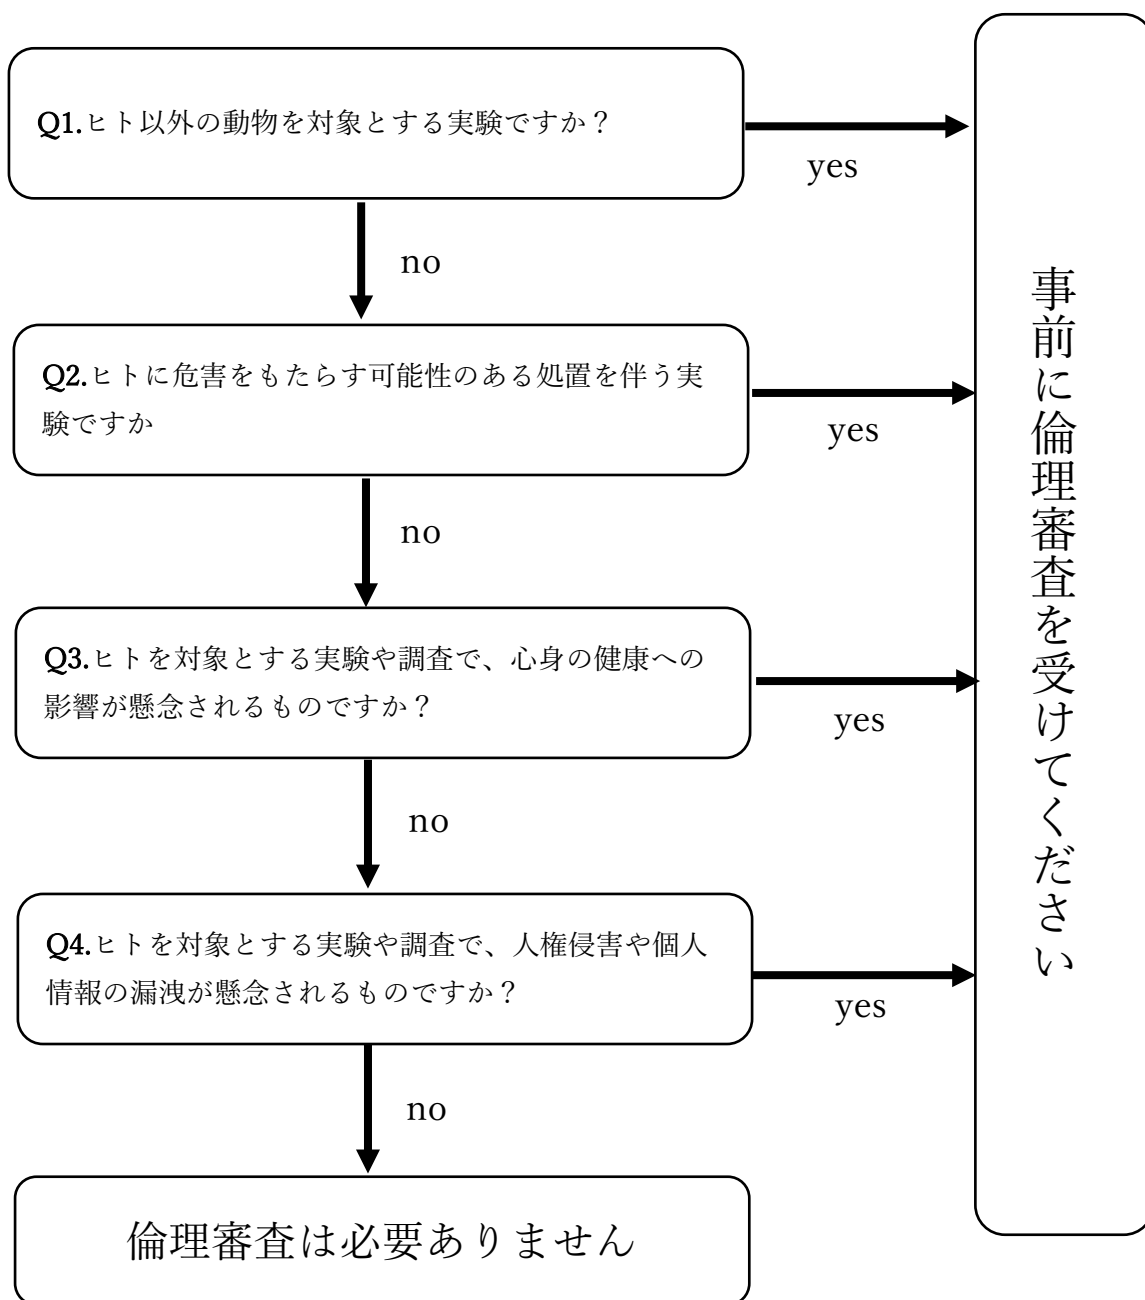 Q1.ヒト以外の動物を対象とする実験ですか？
yes
no
Q2.ヒトに危害をもたらす可能性のある処置を伴う実
験ですか
yes
no
Q3.ヒトを対象とする実験や調査で、心身の健康への
影響が懸念されるものですか？
yes
no
Q4.ヒトを対象とする実験や調査で、人権侵害や個人
情報の漏洩が懸念されるものですか？
yes
no
倫理審査は必要ありません
事前に倫理審査を受けてください